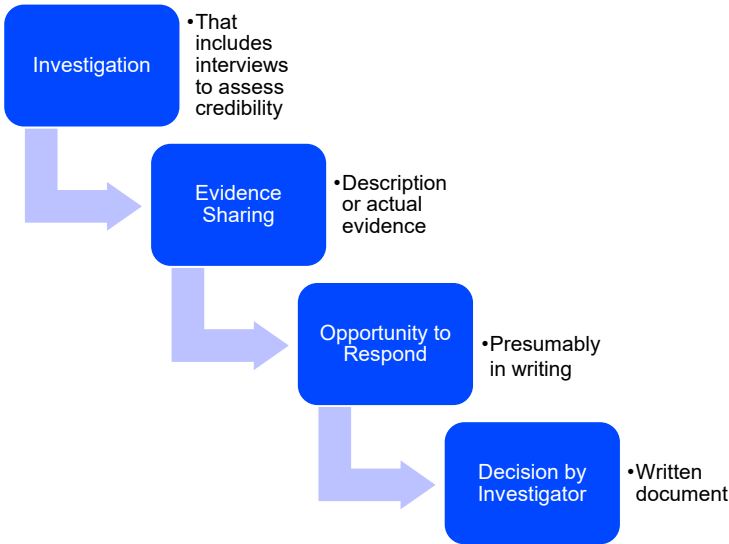 Investigation
•That
includes
interviews
to assess
credibility
Evidence
Sharing
•Description
or actual
evidence
Opportunity to
Respond
•Presumably
in writing
Decision by
Investigator
•Written
document